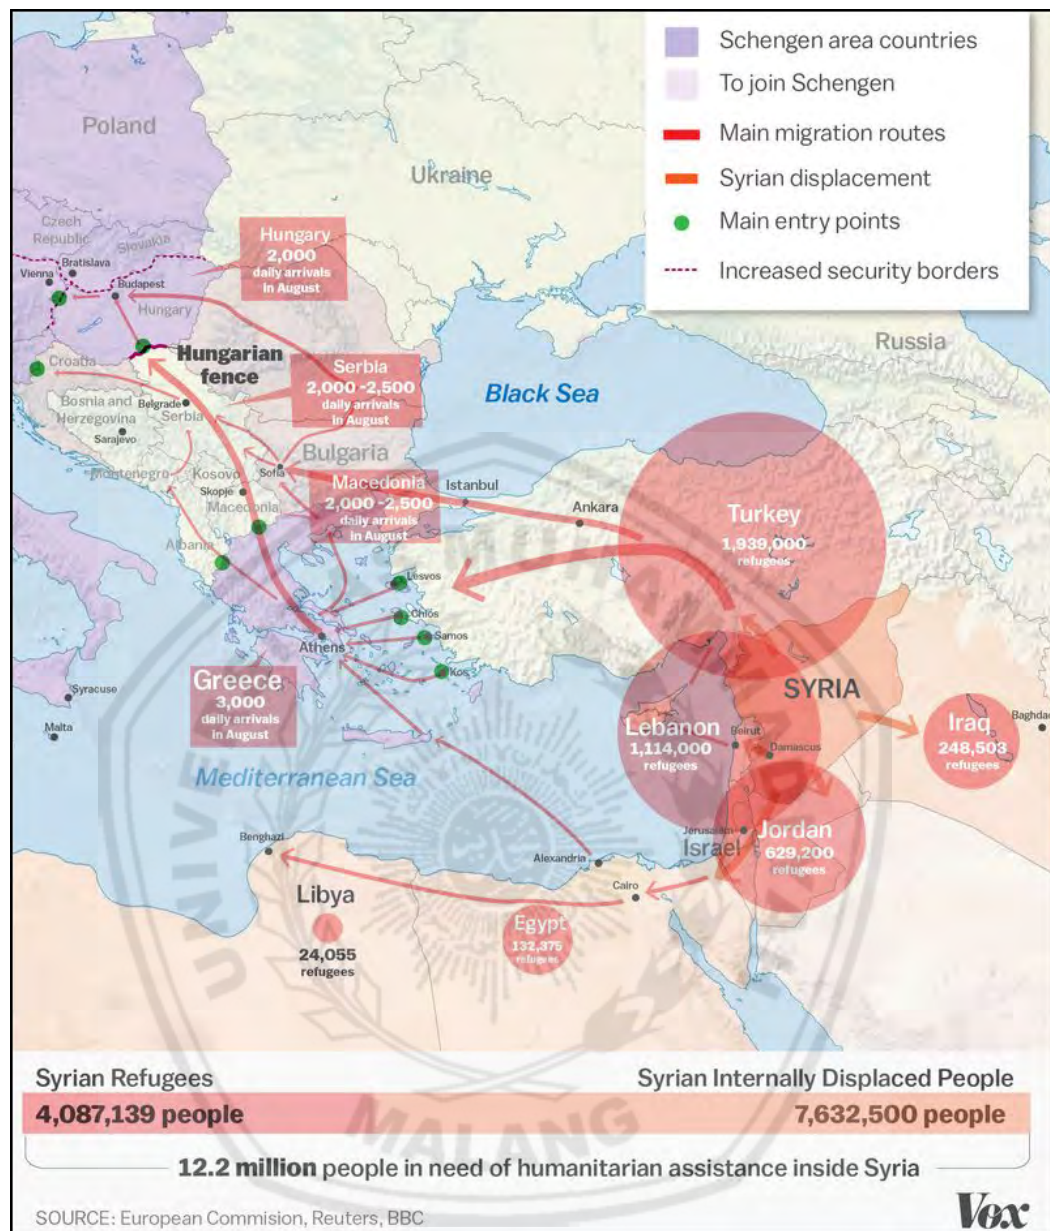 Schengen area countries
To join Schengen
Main migration routes
Syrian displacement
Main entry points
Increased security borders
Poland
Ukraine
Russia
Czech
Republic
Slovakia
Vienna
Bratislava
Budapest
Hungary
Hungary
2,000
daily arrivals
in August
Hungarian
fence
Croatia
Serbia
2,000 -2,500
daily arrivals
in August
Bosnia and
Herzegovina
Belgrade
Serbia
Sarajevo
Montenegro
Kosovo
Sofia
Bulgaria
Skopje
Macedonia
Macedonia
2,000 -2,500
daily arrivals
in August
Albania
Black Sea
Istanbul
Ankara
Turkey
1,939,000
refugees
Lesvos
Chios
Samos
Kos
Athens
Greece
3,000
daily arrivals
in August
Syracuse
Malta
Mediterranean Sea
SYRIA
Lebanon
1,114,000
refugees
Beirut
Damascus
Iraq
248,503
refugees
Baghdad
Jordan
629,200
refugees
Jerusalem
Israel
Benghazi
Alexandria
Cairo
Libya
24,055
refugees
Egypt
132,375
refugees
Syrian Refugees
4,087,139 people
Syrian Internally Displaced People
7,632,500 people
12.2 million people in need of humanitarian assistance inside Syria
SOURCE: European Commision, Reuters, BBC
Vox
MALANG